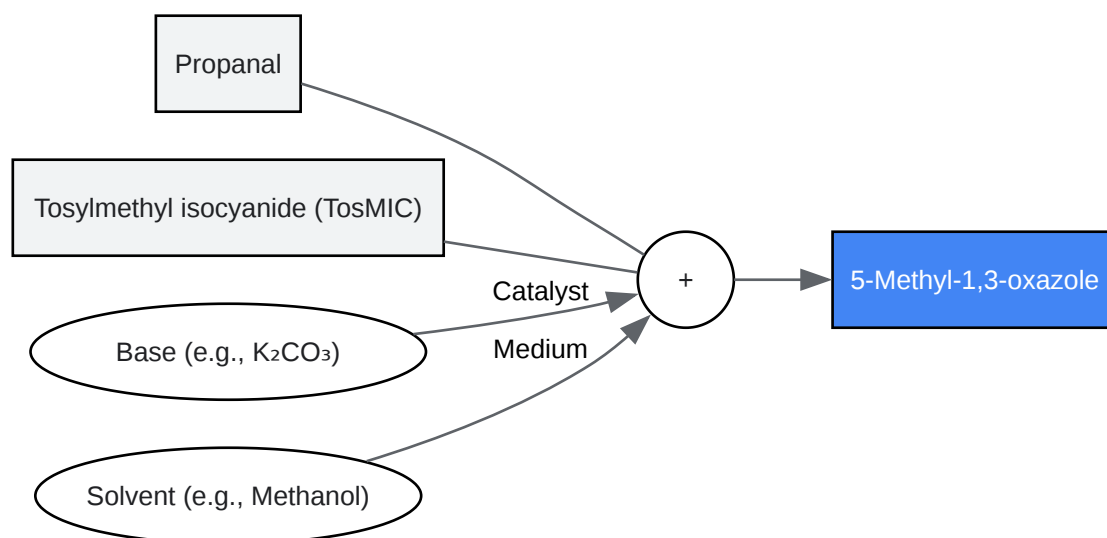 Propanal
Tosylmethyl isocyanide (TosMIC)
Catalyst
+
5-Methyl-1,3-oxazole
Base (e.g., K₂CO₃)
Medium
Solvent (e.g., Methanol)